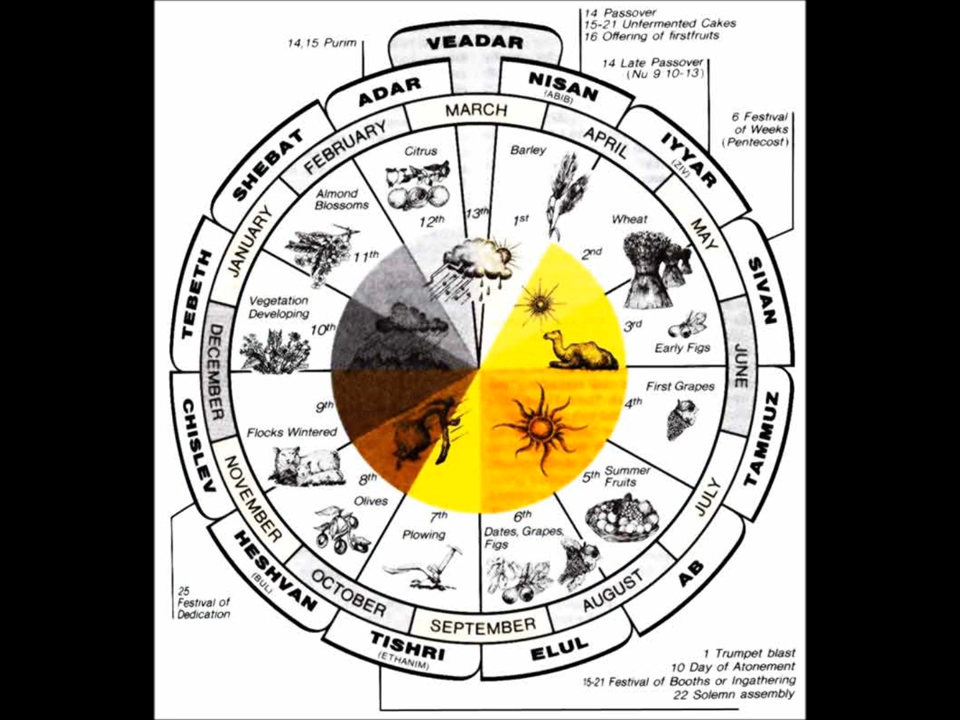 14 Passover
15-21 Unfermented Cakes
16 Offering of firstfruits
14,15 Purim
VEADAR
14 Late Passover
(Nu 9 10-13)
6 Festival
of Weeks
(Pentecost)
ADAR
NISAN
(ABIB)
SHEBAT
IYYAR
(ZIV)
TEBETH
SIVAN
CHISLEV
TAMMUZ
HESHVAN
(BUL)
AB
TISHRI
(ETHANIM)
ELUL
MARCH
FEBRUARY
APRIL
JANUARY
MAY
DECEMBER
JUNE
NOVEMBER
JULY
OCTOBER
AUGUST
SEPTEMBER
Citrus
12th
13th
Barley
1st
Almond
Blossoms
11th
Wheat
2nd
Vegetation
Developing
10th
3rd
Early Figs
9th
Flocks Wintered
First Grapes
4th
8th
Olives
5th Summer
Fruits
7th
Plowing
6th
Dates, Grapes,
Figs
25
Festival of
Dedication
1 Trumpet blast
10 Day of Atonement
15-21 Festival of Booths or Ingathering
22 Solemn assembly